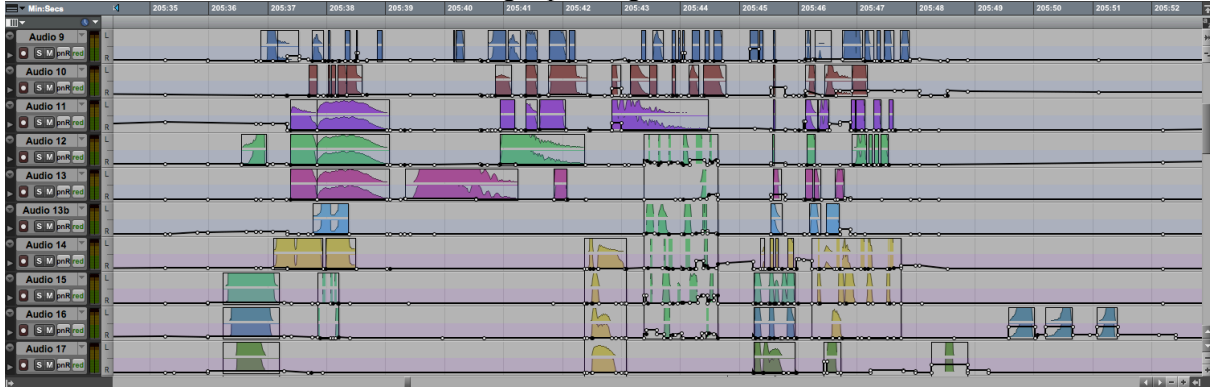 Min:Secs 205:35 205:36 205:37 205:38 205:39 205:40 205:41 205:42 205:43 205:44 205:45 205:46 205:47 205:48 205:49 205:50 205:51 205:52
Audio 9 L
S M pnR red R
Audio 10 L
S M pnR red R
Audio 11 L
S M pnR red R
Audio 12 L
S M pnR red R
Audio 13 L
S M pnR red R
Audio 13b L
S M pnR red R
Audio 14 L
S M pnR red R
Audio 15 L
S M pnR red R
Audio 16 L
S M pnR red R
Audio 17 L
S M pnR red R